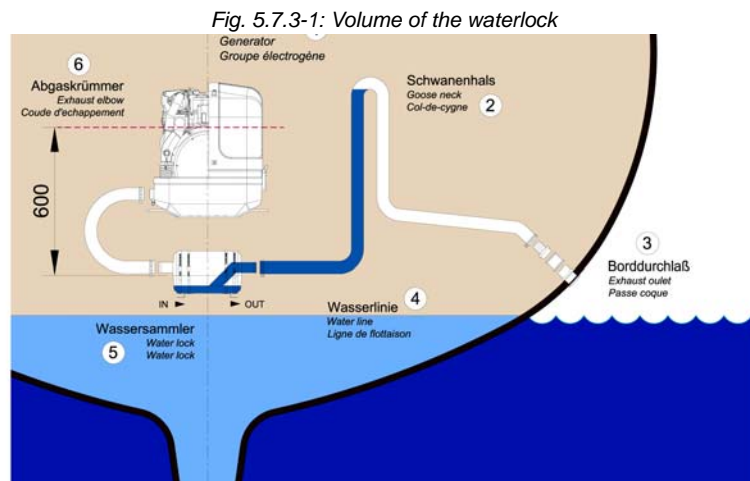 Fig. 5.7.3-1: Volume of the waterlock
Generator
Groupe électrogène
6
Abgaskrümmer
Exhaust elbow
Coude d'echappement
Schwanenhals
Goose neck
Col-de-cygne
2
600
3
Borddurchlaß
Exhaust oulet
Passe coque
IN
OUT
Wasserlinie
Water line
Ligne de flottaison
4
Wassersammler
Water lock
Water lock
5